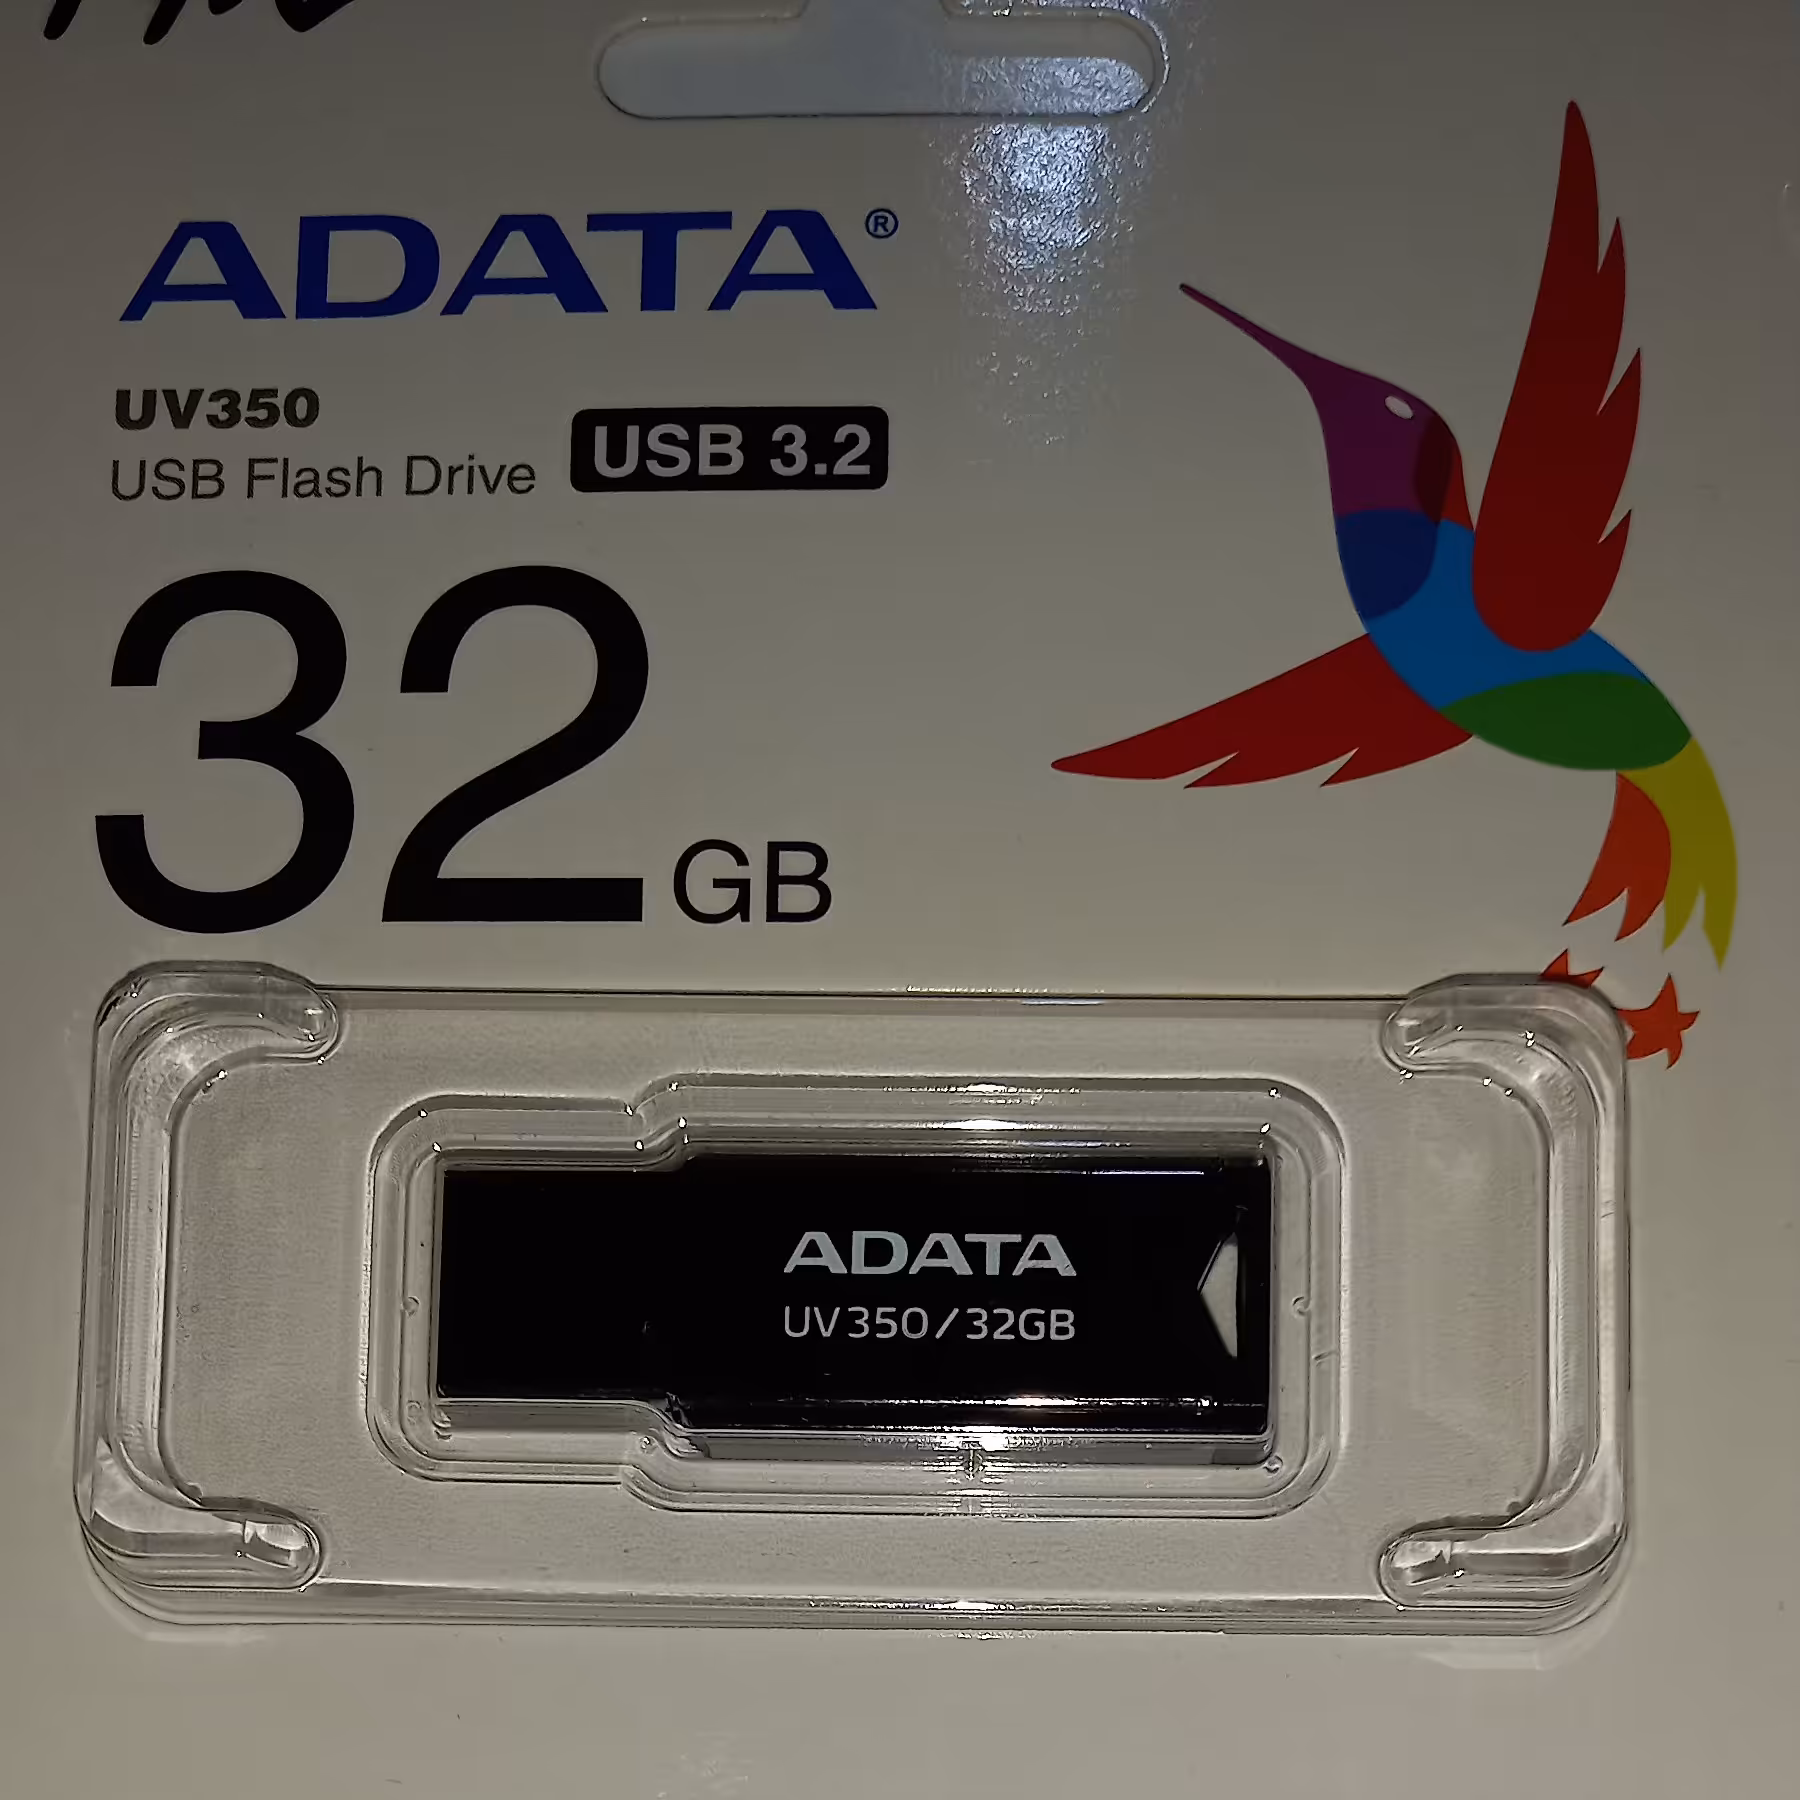 ADATA®
UV350
USB Flash Drive
USB 3.2
32 GB
ADATA
UV350/32GB